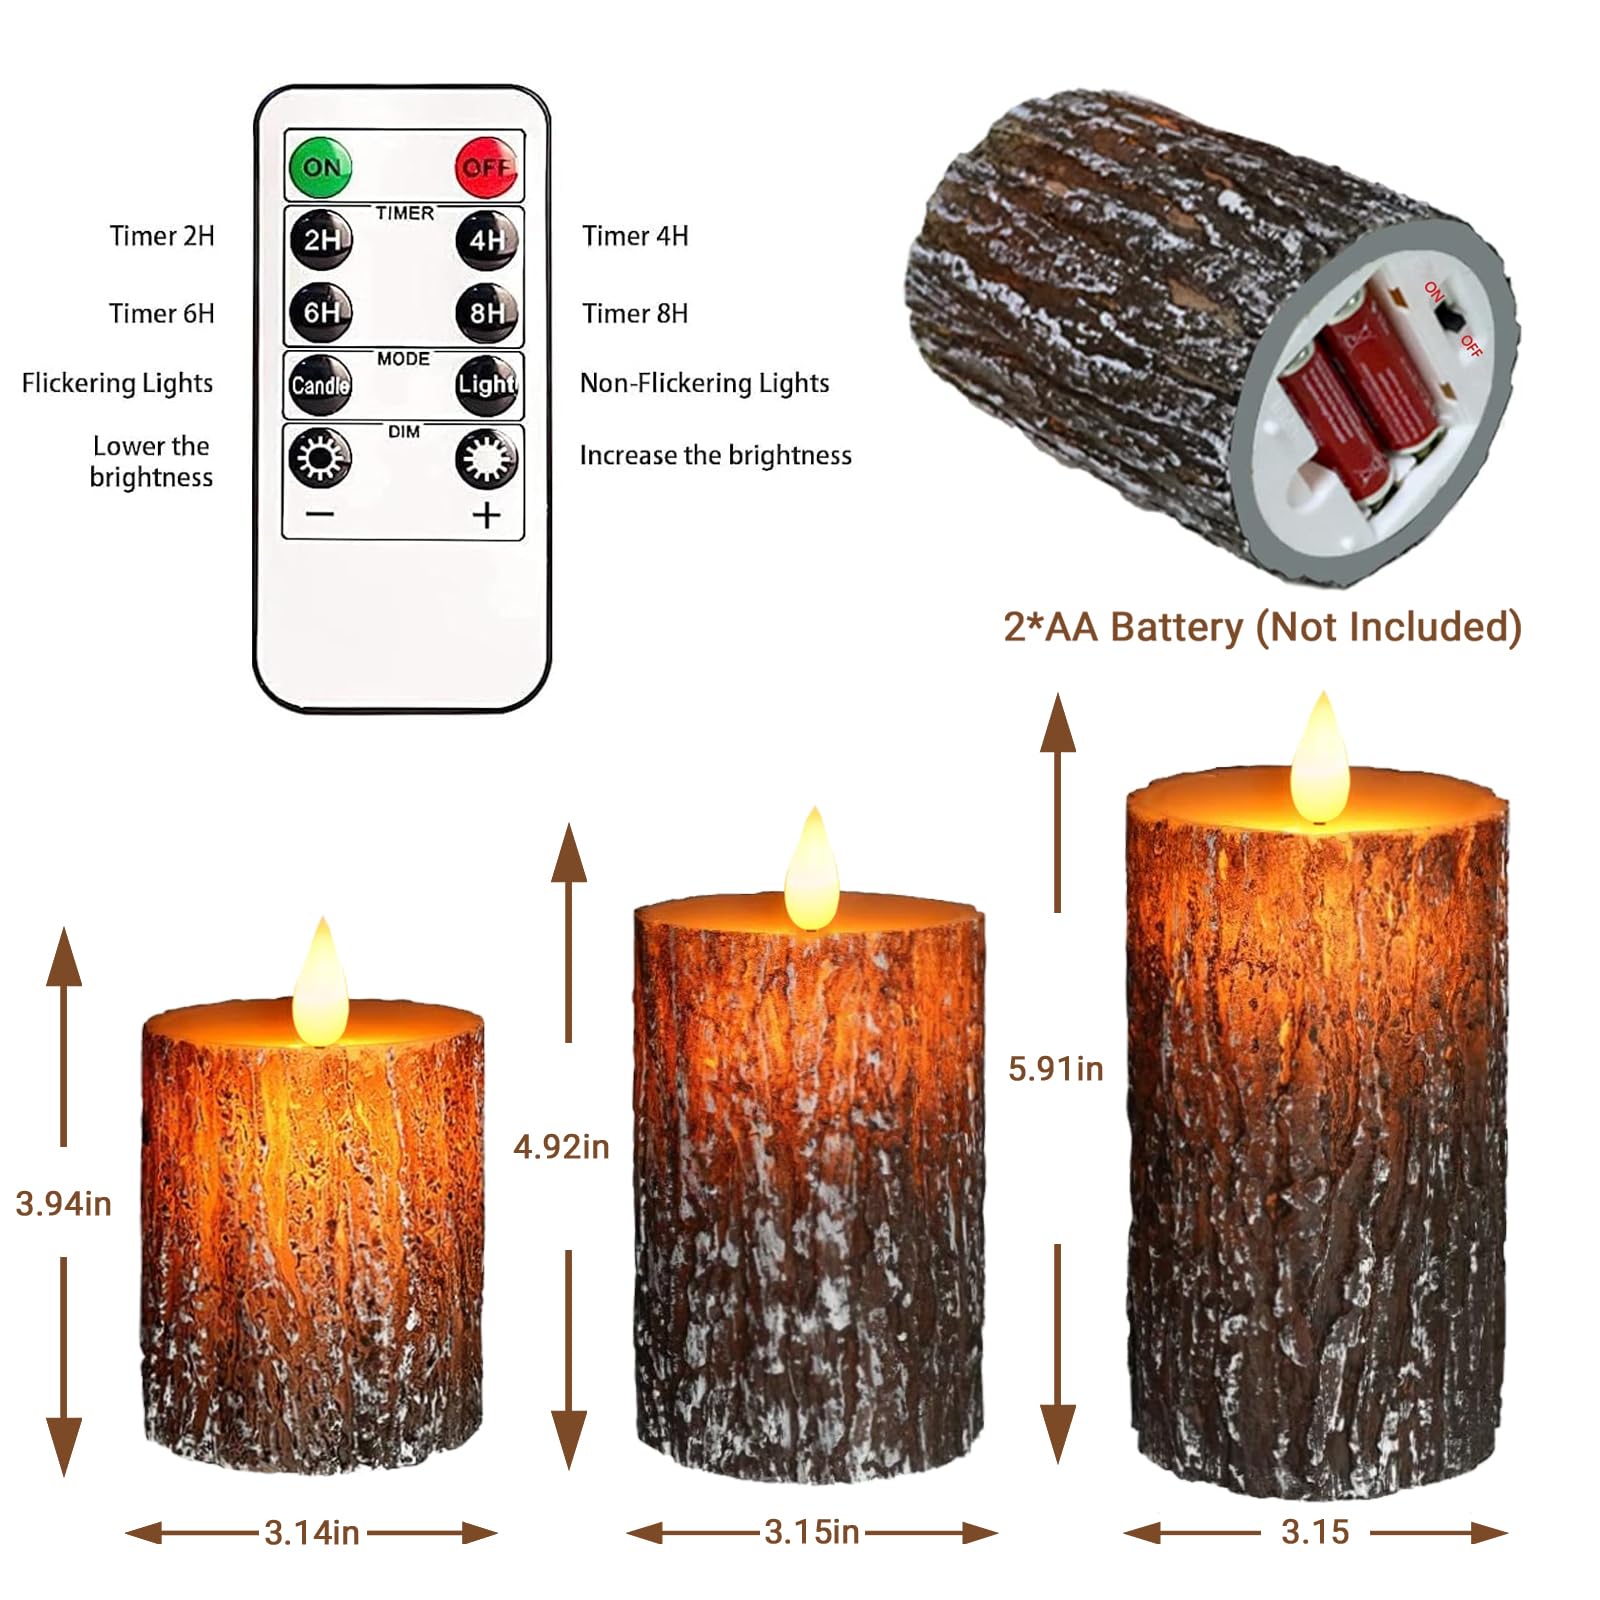 ON OFF
TIMER
Timer 2H 2H 4H Timer 4H
Timer 6H 6H 8H Timer 8H
MODE
Flickering Lights Candle Light Non-Flickering Lights
DIM
Lower the
brightness
Increase the brightness
− +
ON
OFF
2*AA Battery (Not Included)
3.94in
4.92in
5.91in
3.14in
3.15in
3.15